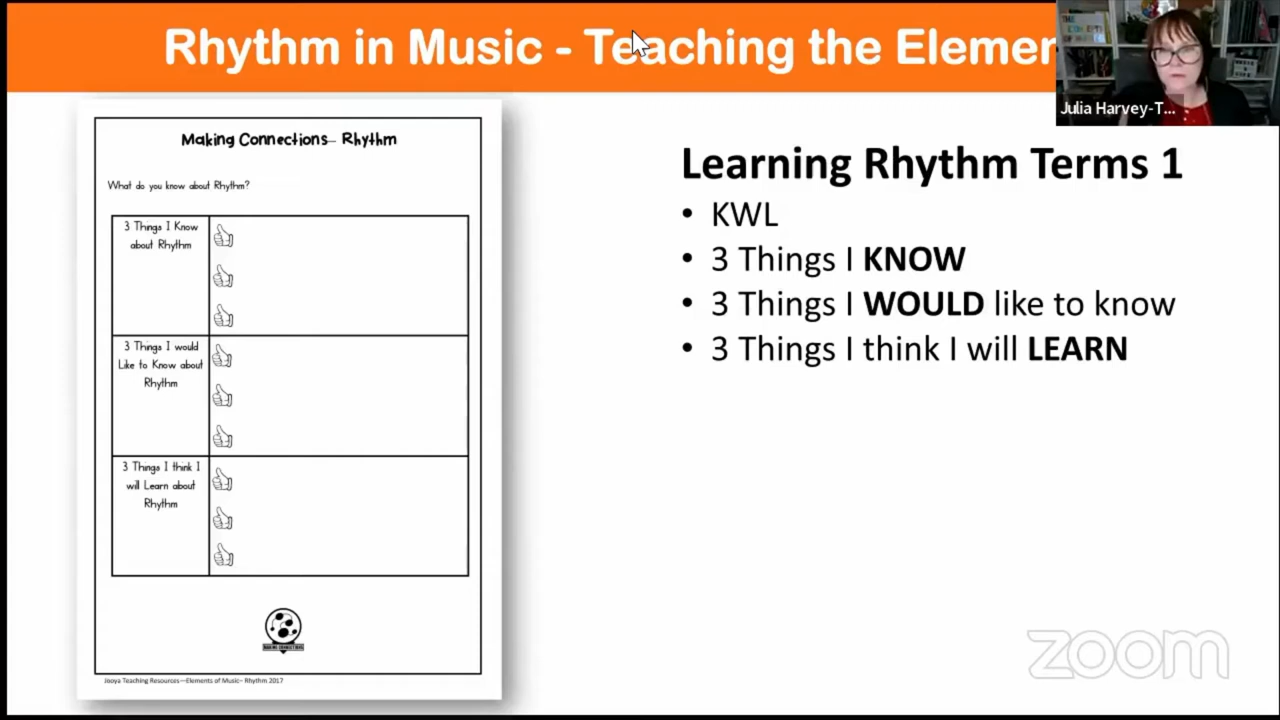 Rhythm in Music - Teaching the Elemen
Julia Harvey-T...
Making Connections– Rhythm
What do you know about Rhythm?
3 Things I Know
about Rhythm
3 Things I would
Like to Know about
Rhythm
3 Things I think I
will Learn about
Rhythm
MAKING CONNECTIONS
Jooya Teaching Resources—Elements of Music– Rhythm 2017
Learning Rhythm Terms 1
• KWL
• 3 Things I KNOW
• 3 Things I WOULD like to know
• 3 Things I think I will LEARN
zoom